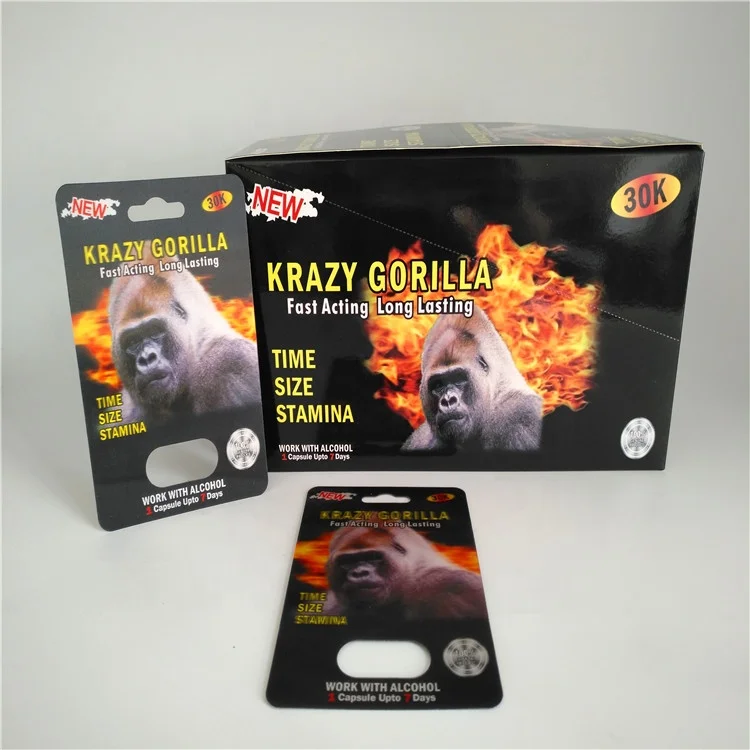 NEW
30K
KRAZY GORILLA
Fast Acting Long Lasting
TIME
SIZE
STAMINA
WORK WITH ALCOHOL
1 Capsule Upto 7 Days
NEW
30K
KRAZY GORILLA
Fast Acting Long Lasting
TIME
SIZE
STAMINA
WORK WITH ALCOHOL
1 Capsule Upto 7 Days
NEW
KRAZY GORILLA
Fast Acting Long Lasting
TIME
SIZE
STAMINA
WORK WITH ALCOHOL
1 Capsule Upto 7 Days